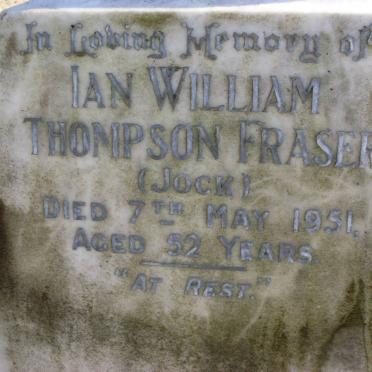 In Loving Memory of
IAN WILLIAM
THOMPSON FRASER
(JOCK)
DIED 7TH MAY 1951,
AGED 52 YEARS.
"AT REST."